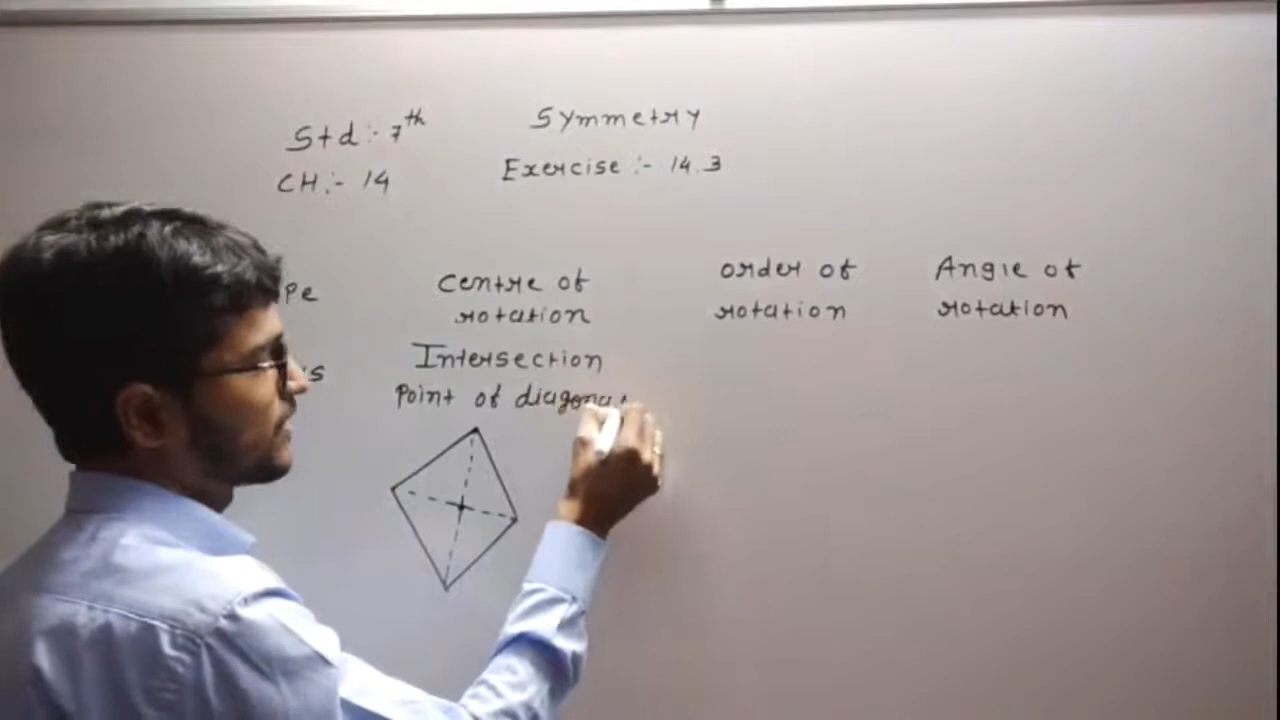 Std :- 7th
Symmetry
CH :- 14
Exercise :- 14.3
Centre of
rotation
order of
rotation
Angle of
rotation
Intersection
Point of